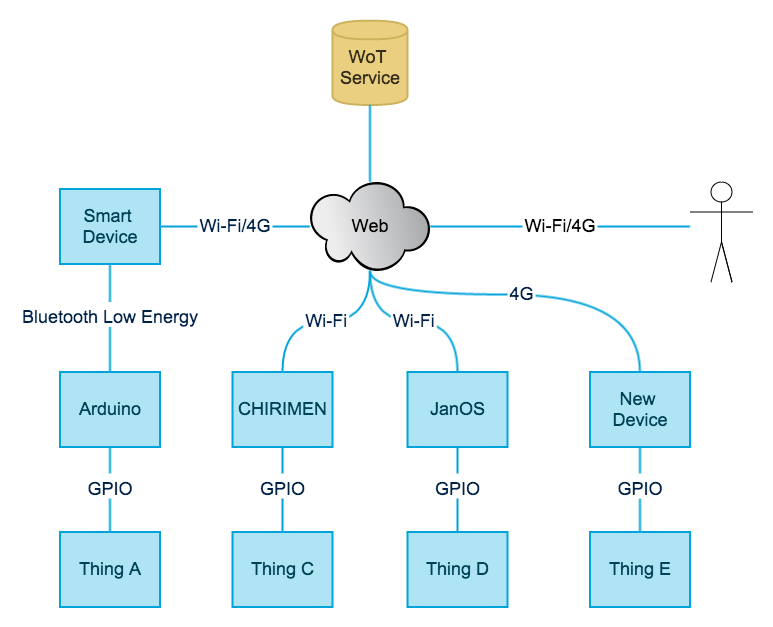 WoT
Service
Smart
Device
Wi-Fi/4G
Web
Wi-Fi/4G
4G
Bluetooth Low Energy
Wi-Fi
Wi-Fi
Arduino
CHIRIMEN
JanOS
New
Device
GPIO
GPIO
GPIO
GPIO
Thing A
Thing C
Thing D
Thing E